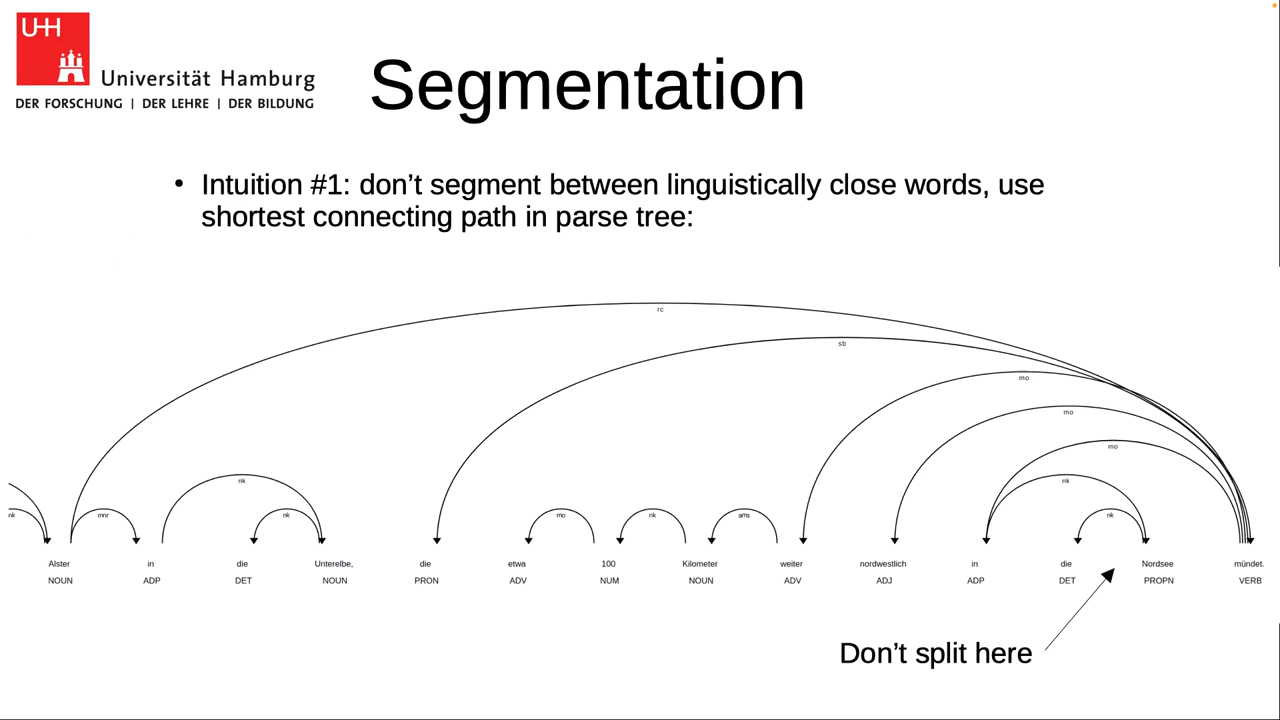 UHH
Universität Hamburg
DER FORSCHUNG | DER LEHRE | DER BILDUNG
Segmentation
• Intuition #1: don’t segment between linguistically close words, use
shortest connecting path in parse tree:
rc
sb
mo
mo
mo
nk nk
nk mnr nk mo nk ams nk
Alster in die Unterelbe, die etwa 100 Kilometer weiter nordwestlich in die Nordsee mündet.
NOUN ADP DET NOUN PRON ADV NUM NOUN ADV ADJ ADP DET PROPN VERB
Don’t split here